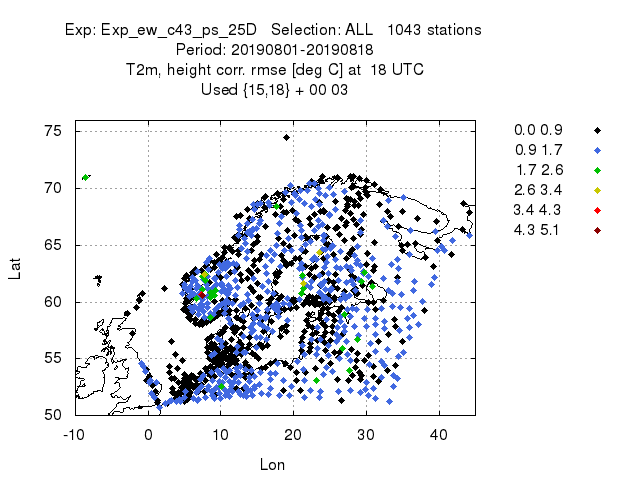 Exp: Exp_ew_c43_ps_25D   Selection: ALL   1043 stations
Period: 20190801-20190818
T2m, height corr. rmse [deg C] at  18 UTC
Used {15,18} + 00 03
0.0 0.9
0.9 1.7
1.7 2.6
2.6 3.4
3.4 4.3
4.3 5.1
75
70
65
60
55
50
Lat
-10 0 10 20 30 40
Lon